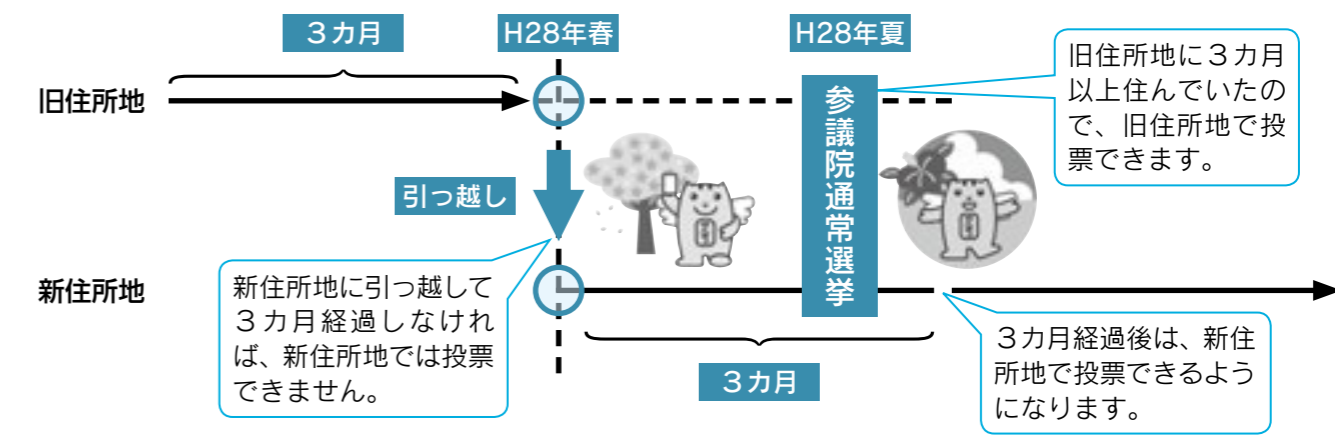 3カ月
H28年春
H28年夏
旧住所地に3カ月
以上住んでいたの
で、旧住所地で投
票できます。
旧住所地
参議院通常選挙
引っ越し
新住所地
新住所地に引っ越して
3カ月経過しなけれ
ば、新住所地では投票
できません。
3カ月
3カ月経過後は、新住
所地で投票できるよう
になります。